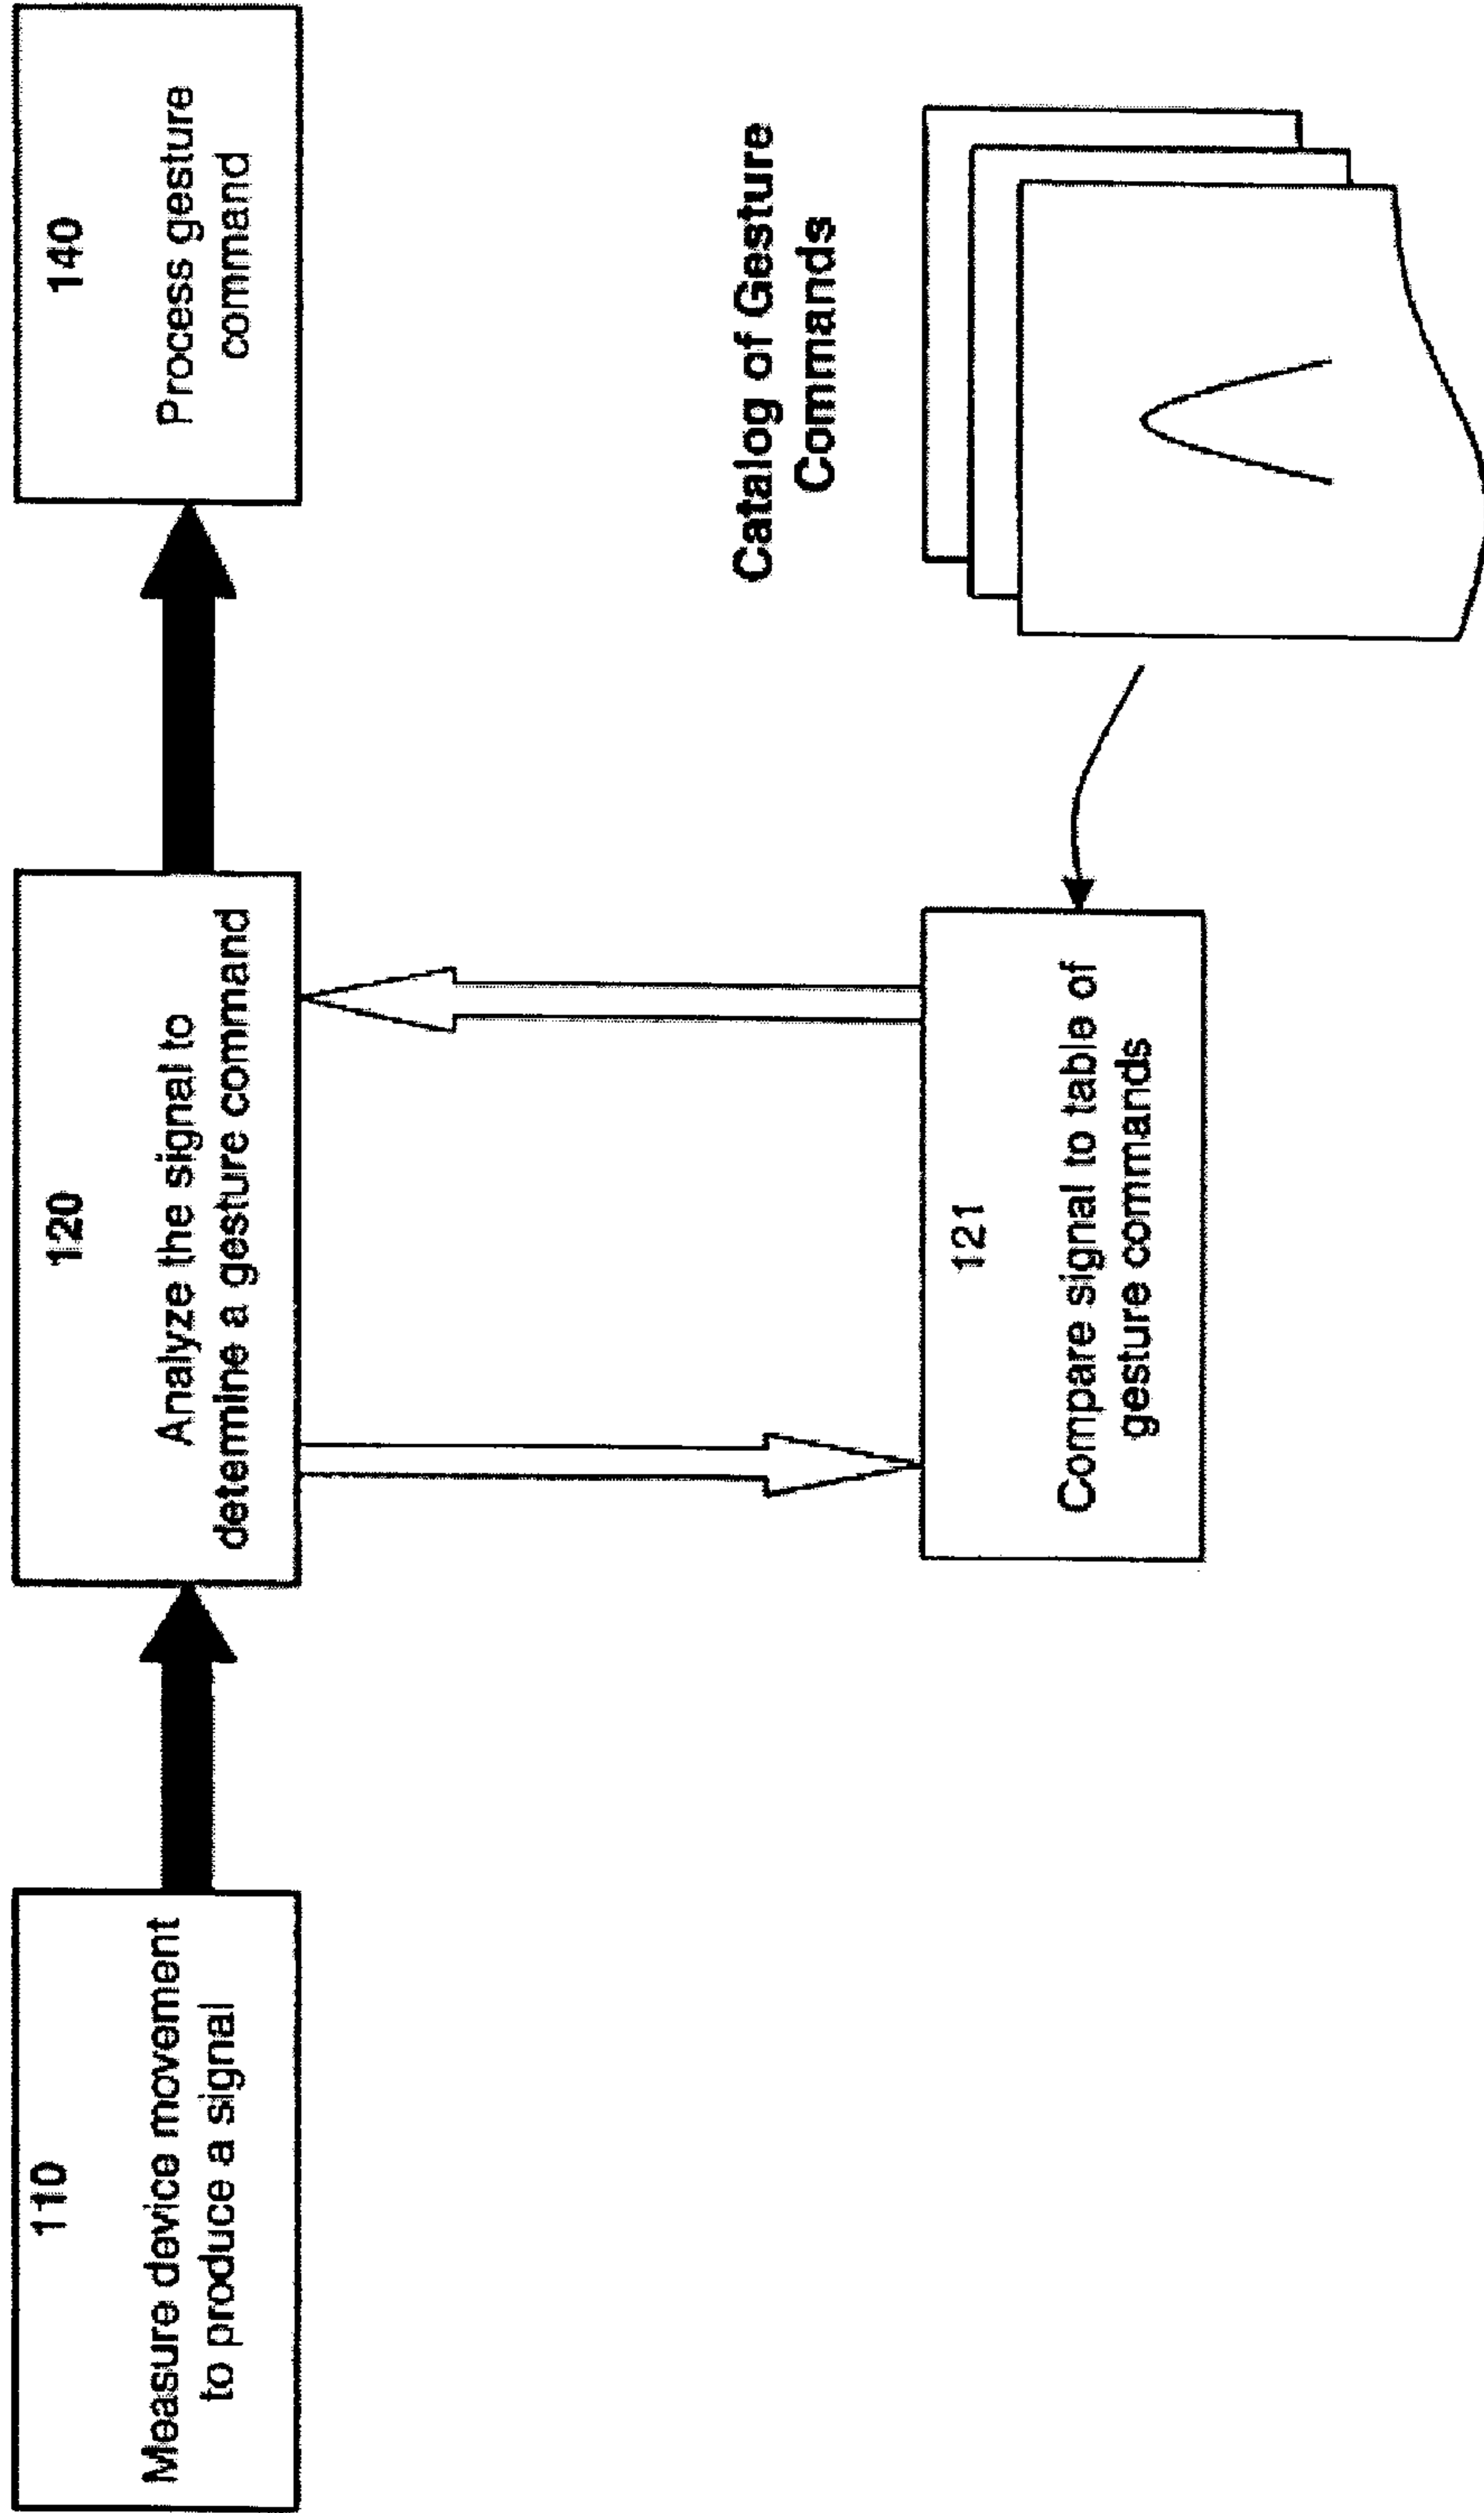 110
Measure device movement
to produce a signal
120
Analyze the signal to
determine a gesture command
140
Process gesture
command
121
Compare signal to table of
gesture commands
Catalog of Gesture
Commands